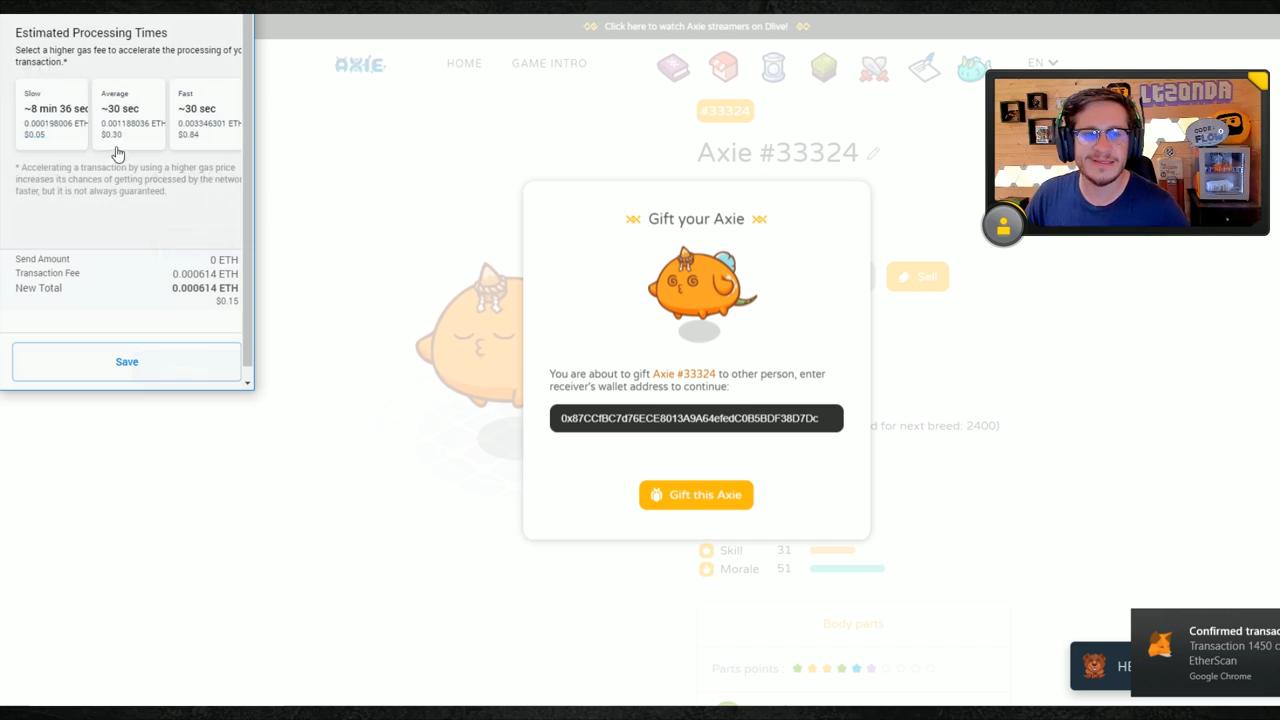 Estimated Processing Times
Select a higher gas fee to accelerate the processing of yo
transaction.*
Slow
~8 min 36 sec
0.000198006 ETH
$0.05
Average
~30 sec
0.001188036 ETH
$0.30
Fast
~30 sec
0.003346301 ETH
$0.84
* Accelerating a transaction by using a higher gas price
increases its chances of getting processed by the networ
faster, but it is not always guaranteed.
Send Amount 0 ETH
Transaction Fee 0.000614 ETH
New Total 0.000614 ETH
$0.15
Save
Click here to watch Axie streamers on Dlive!
AXIE
HOME
GAME INTRO
EN
#33324
Axie #33324
Sell
Gift your Axie
You are about to gift Axie #33324 to other person, enter
receiver's wallet address to continue:
0x87CCfBC7d76ECE8013A9A64efedC0B5BDF38D7Dc
d for next breed: 2400)
Gift this Axie
Skill 31
Morale 51
Body parts
Parts points :
LTZONDA
CODE:
FLOW
HE
Confirmed transac
Transaction 1450 c
EtherScan
Google Chrome